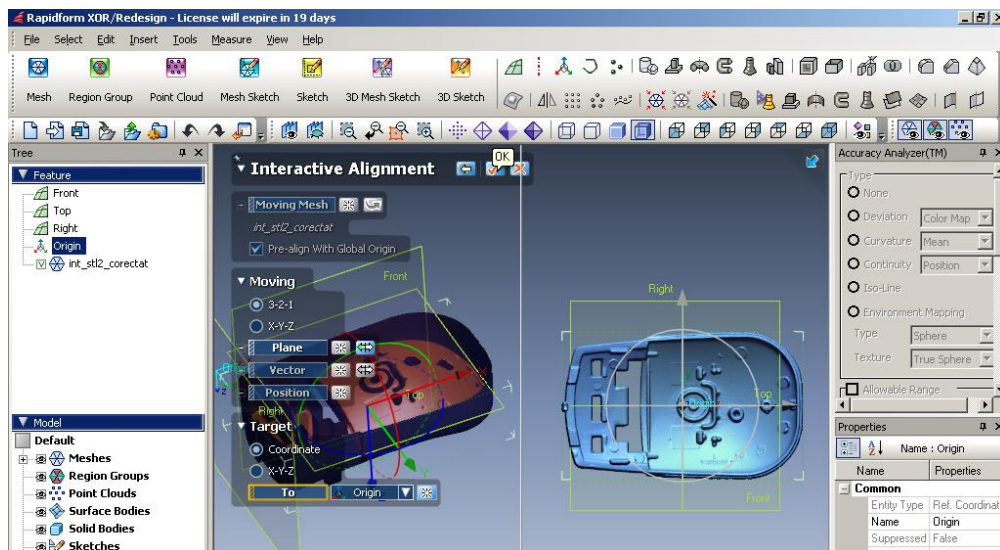 Rapidform XOR/Redesign - License will expire in 19 days
File Select Edit Insert Tools Measure View Help
Mesh Region Group Point Cloud Mesh Sketch Sketch 3D Mesh Sketch 3D Sketch
Tree
Feature
Front
Top
Right
Origin
int_stl2_corectat
Model
Default
Meshes
Region Groups
Point Clouds
Surface Bodies
Solid Bodies
Sketches
OK
Interactive Alignment
Moving Mesh
int_stl2_corectat
Pre-align With Global Origin
Moving
3-2-1
X-Y-Z
Plane
Vector
Position
Target
Coordinate
X-Y-Z
To Origin
Front
Right
Top
X
Y
Right
Top
Origin
Front
Accuracy Analyzer(TM)
Type
None
Deviation Color Map
Curvature Mean
Continuity Position
Iso-Line
Environment Mapping
Type Sphere
Texture True Sphere
Allowable Range
Properties
Name : Origin
Name Properties
Common
Entity Type Ref. Coordinat
Name Origin
Suppressed False